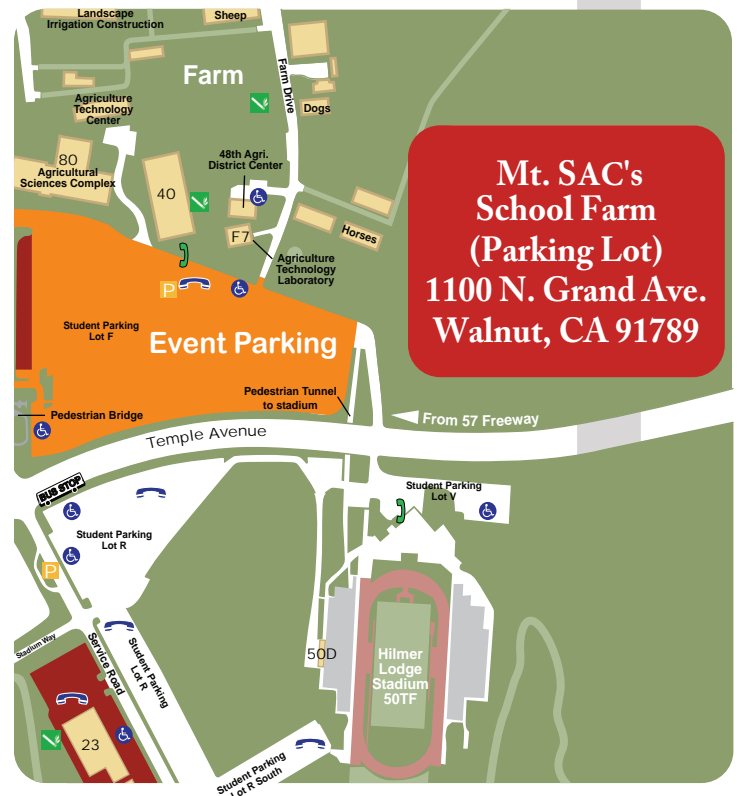 Landscape
Irrigation Construction
Sheep
Farm
Farm Drive
Dogs
Agriculture
Technology
Center
80
Agricultural
Sciences Complex
40
48th Agri.
District Center
F7
Horses
Agriculture
Technology
Laboratory
Mt. SAC's
School Farm
(Parking Lot)
1100 N. Grand Ave.
Walnut, CA 91789
P
Student Parking
Lot F
Event Parking
Pedestrian Tunnel
to stadium
Pedestrian Bridge
From 57 Freeway
Temple Avenue
BUS STOP
Student Parking
Lot V
Student Parking
Lot R
P
Stadium Way
Service Road
Student Parking
Lot R
50D
Hilmer
Lodge
Stadium
50TF
23
Student Parking
Lot R South